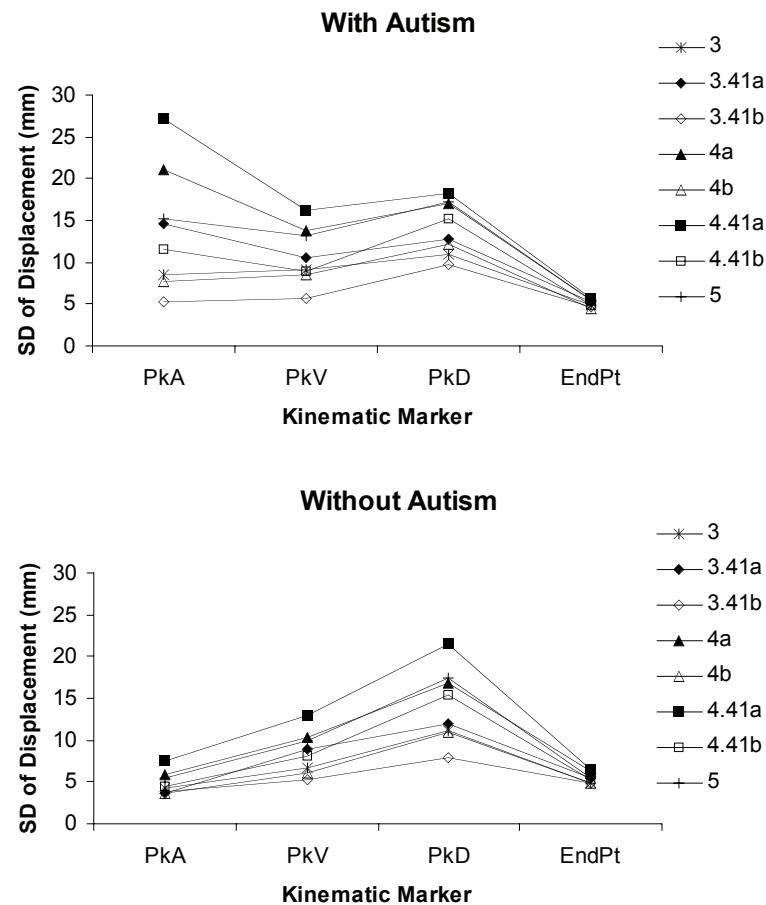 With Autism
SD of Displacement (mm)
30
25
20
15
10
5
0
PkA PkV PkD EndPt
Kinematic Marker
3
3.41a
3.41b
4a
4b
4.41a
4.41b
5
Without Autism
SD of Displacement (mm)
30
25
20
15
10
5
0
PkA PkV PkD EndPt
Kinematic Marker
3
3.41a
3.41b
4a
4b
4.41a
4.41b
5